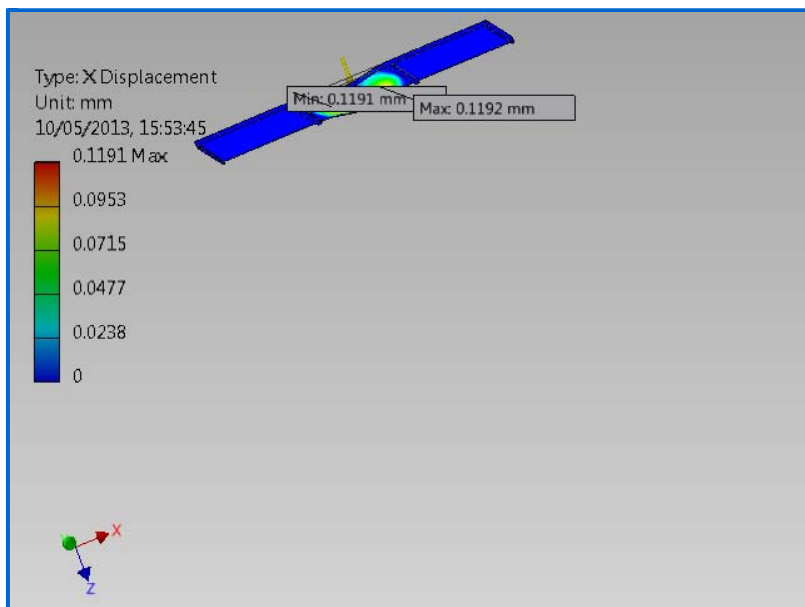 Type: X Displacement
Unit: mm
10/05/2013, 15:53:45
0.1191 Max
0.0953
0.0715
0.0477
0.0238
0
Min: 0.1191 mm
Max: 0.1192 mm
X
Z